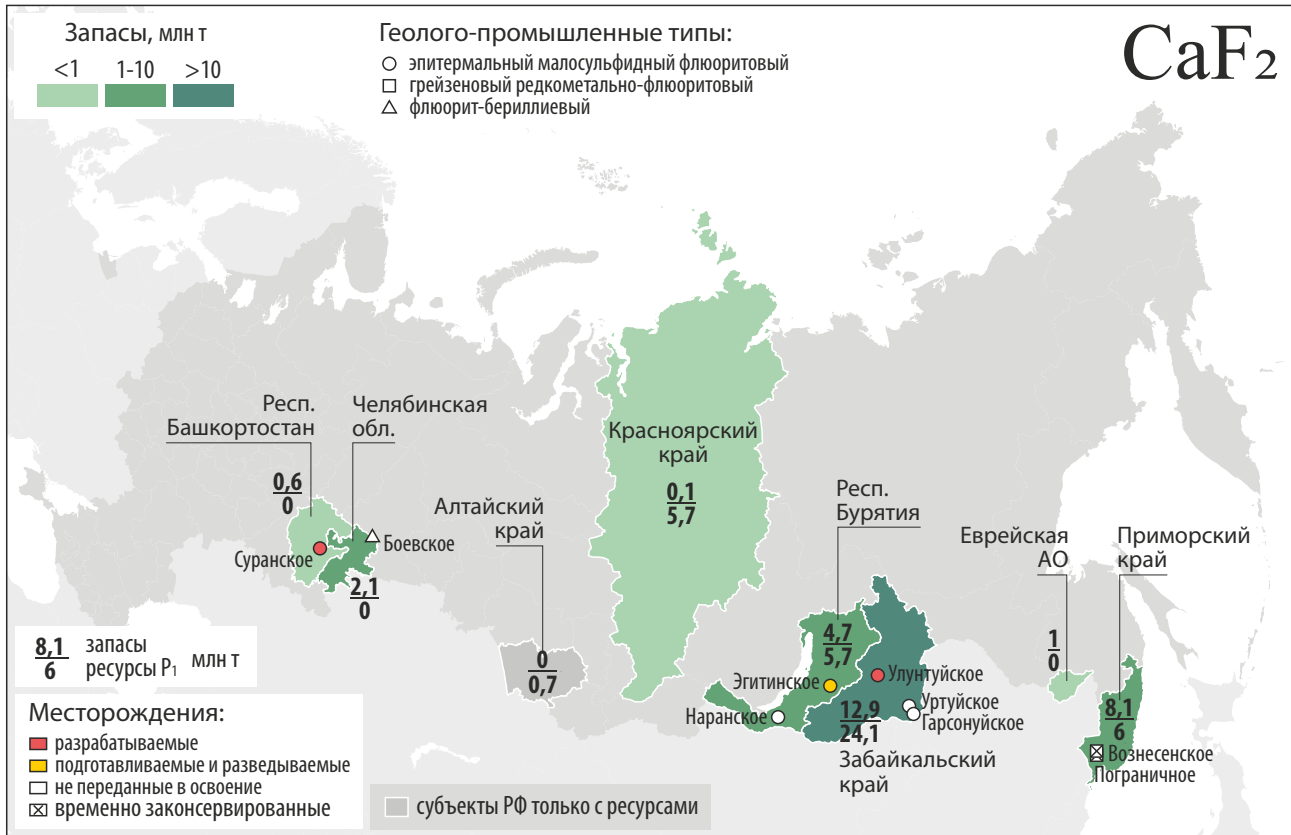 Запасы, млн т
<1 1-10 >10
Геолого-промышленные типы:
эпитермальный малосульфидный флюоритовый
грейзеновый редкометально-флюоритовый
флюорит-бериллиевый
CaF2
Респ.
Башкортостан
0,6
0
Суранское
Челябинская
обл.
Боевское
2,1
0
Алтайский
край
0
0,7
Красноярский
край
0,1
5,7
Респ.
Бурятия
4,7
5,7
Эгитинское
Наранское
Улунтуйское
Уртуйское
Гарсонуйское
12,9
24,1
Забайкальский
край
Еврейская
АО
1
0
Приморский
край
8,1
6
Вознесенское
Пограничное
8,1
6
запасы
ресурсы P1
млн т
Месторождения:
разрабатываемые
подготавливаемые и разведываемые
не переданные в освоение
временно законсервированные
субъекты РФ только с ресурсами